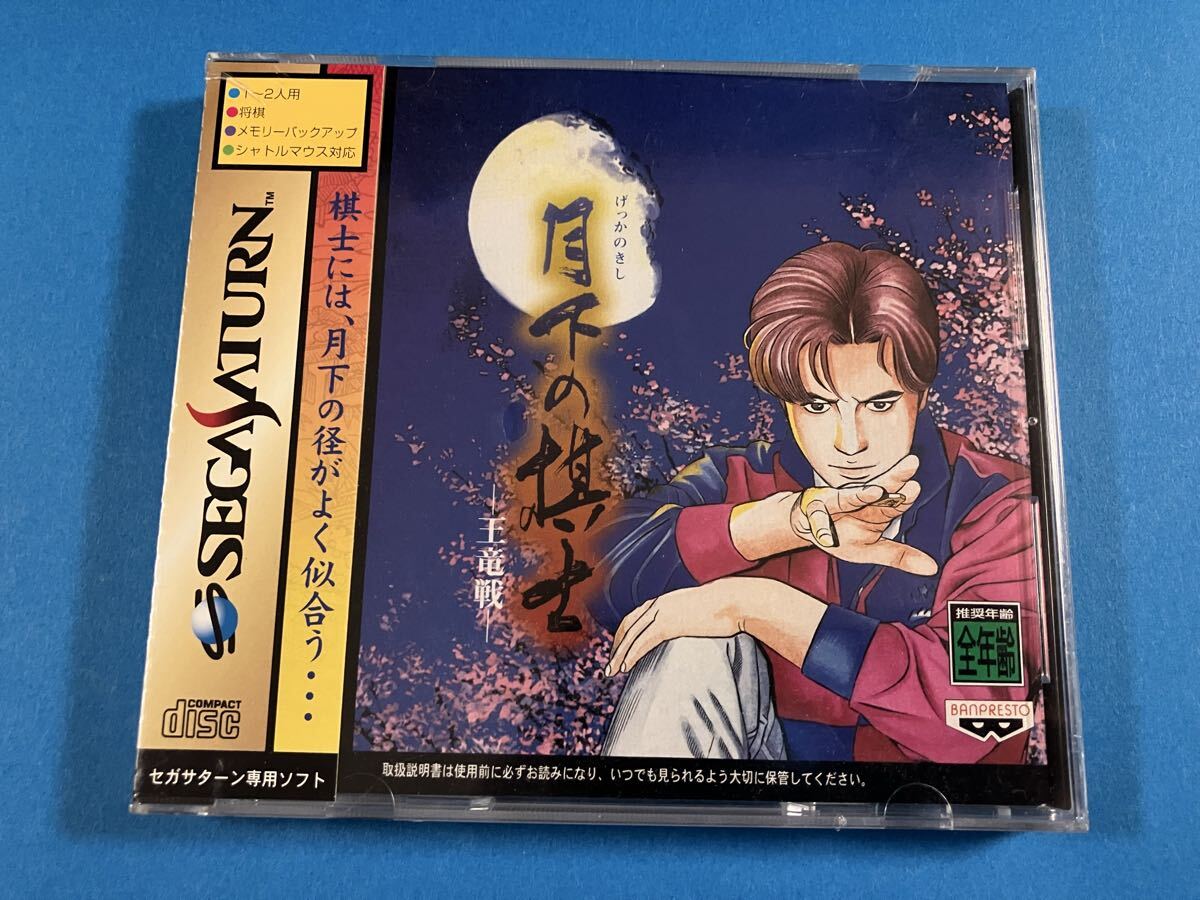 ●1~2人用
●将棋
●メモリーバックアップ
●シャトルマウス対応
SEGA SATURN™
COMPACT
disc
セガサターン専用ソフト
棋士には、月下の径がよく似合う・・・
げっかのきし
月下の棋士
―王竜戦―
推奨年齢
全年齢
BANPRESTO
取扱説明書は使用前に必ずお読みになり、いつでも見られるよう大切に保管してください。